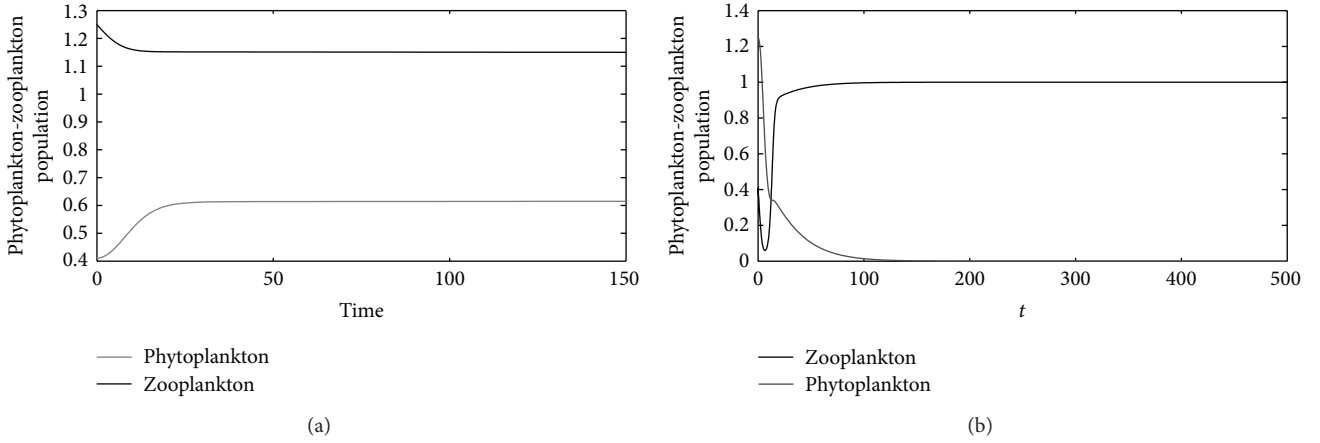 Phytoplankton-zooplankton
population
1.3
1.2
1.1
1
0.9
0.8
0.7
0.6
0.5
0.4
0
50
100
150
Time
Phytoplankton
Zooplankton
(a)
Phytoplankton-zooplankton
population
1.4
1.2
1
0.8
0.6
0.4
0.2
0
0
100
200
300
400
500
t
Zooplankton
Phytoplankton
(b)